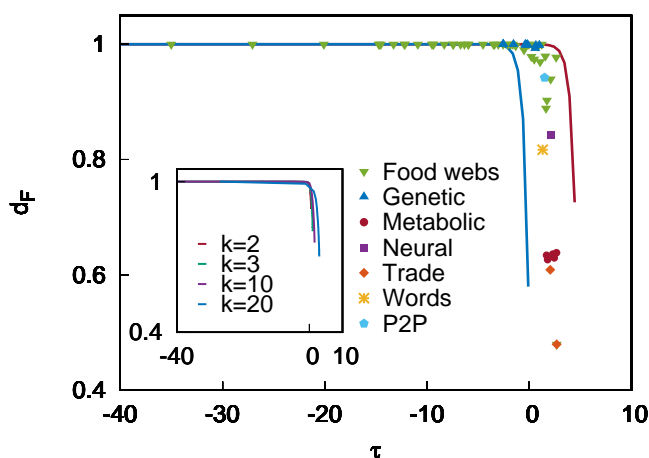 1
0.8
0.6
0.4
d_F
-40 -30 -20 -10 0 10
τ
Food webs
Genetic
Metabolic
Neural
Trade
Words
P2P
1
0.4
k=2
k=3
k=10
k=20
-40 0 10